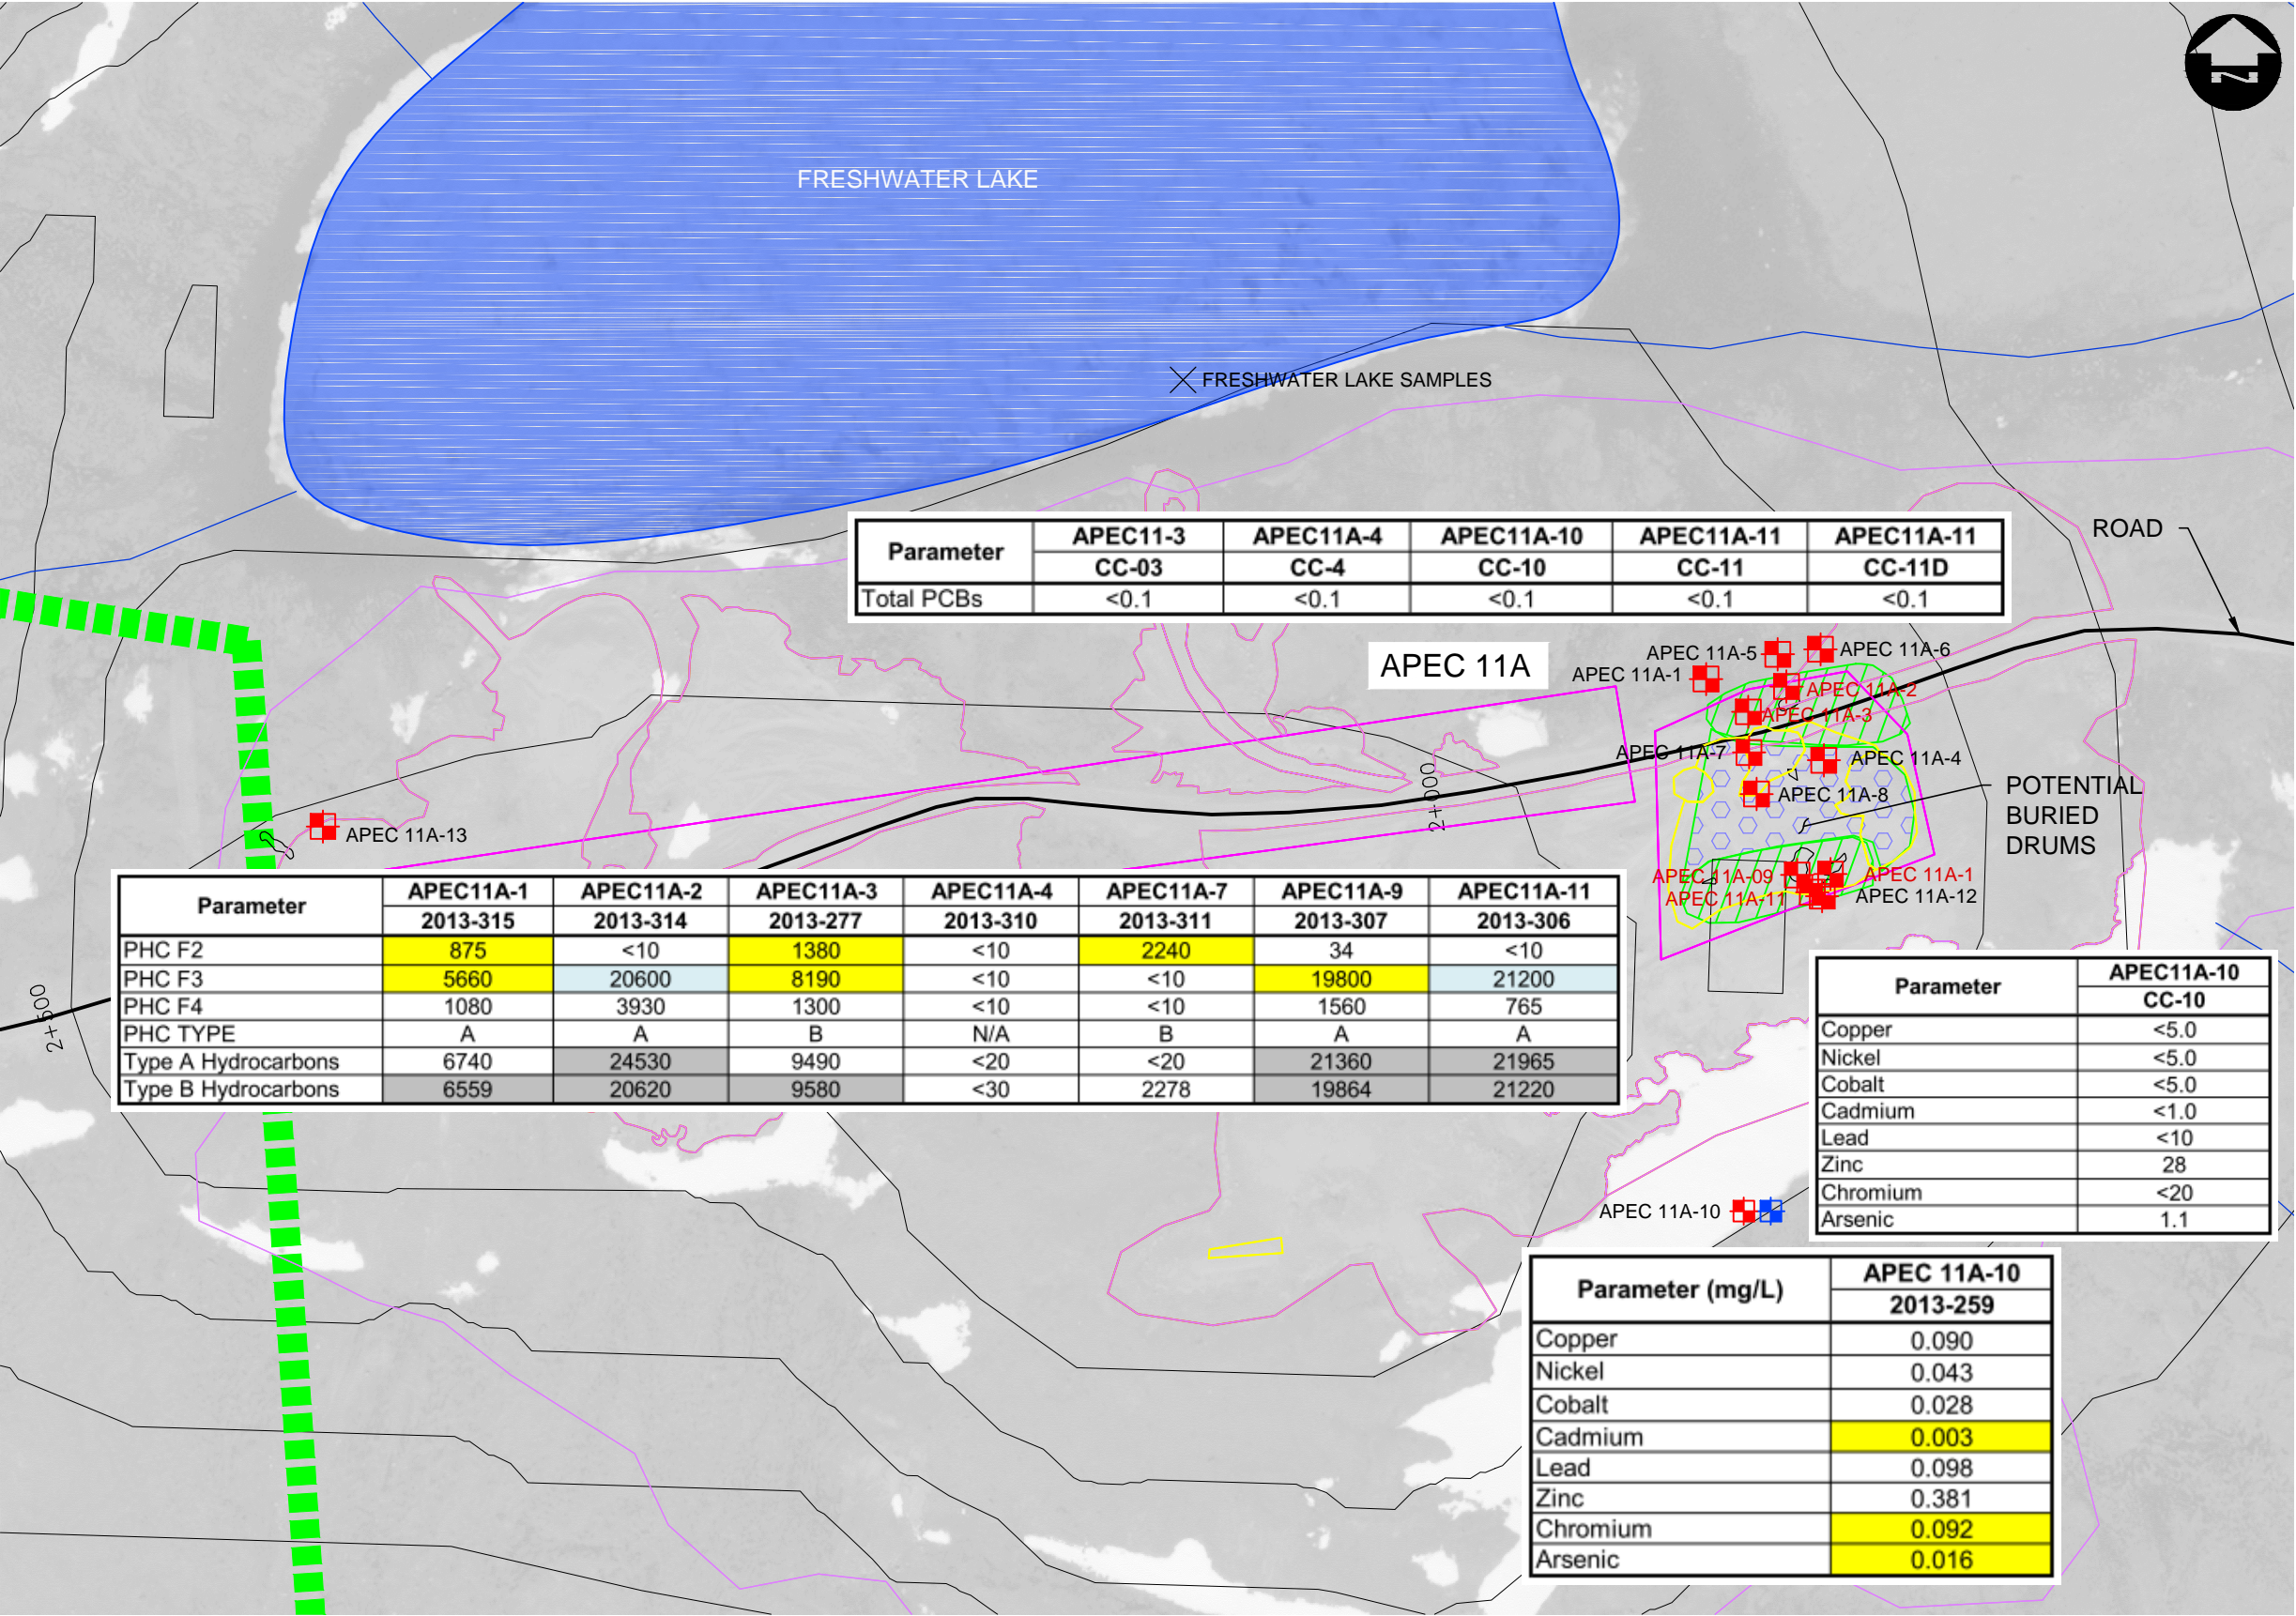 FRESHWATER LAKE
FRESHWATER LAKE SAMPLES
Parameter APEC11-3 APEC11A-4 APEC11A-10 APEC11A-11 APEC11A-11
CC-03 CC-4 CC-10 CC-11 CC-11D
Total PCBs <0.1 <0.1 <0.1 <0.1 <0.1
ROAD
APEC 11A
APEC 11A-5
APEC 11A-6
APEC 11A-1
APEC 11A-2
APEC 11A-3
APEC 11A-7
APEC 11A-4
APEC 11A-8
2+000
POTENTIAL
BURIED
DRUMS
APEC 11A-13
APEC 11A-09
APEC 11A-1
APEC 11A-11
APEC 11A-12
Parameter APEC11A-1 APEC11A-2 APEC11A-3 APEC11A-4 APEC11A-7 APEC11A-9 APEC11A-11
2013-315 2013-314 2013-277 2013-310 2013-311 2013-307 2013-306
PHC F2 875 <10 1380 <10 2240 34 <10
PHC F3 5660 20600 8190 <10 <10 19800 21200
PHC F4 1080 3930 1300 <10 <10 1560 765
PHC TYPE A A B N/A B A A
Type A Hydrocarbons 6740 24530 9490 <20 <20 21360 21965
Type B Hydrocarbons 6559 20620 9580 <30 2278 19864 21220
2+500
Parameter APEC11A-10
CC-10
Copper <5.0
Nickel <5.0
Cobalt <5.0
Cadmium <1.0
Lead <10
Zinc 28
Chromium <20
Arsenic 1.1
APEC 11A-10
Parameter (mg/L) APEC 11A-10
2013-259
Copper 0.090
Nickel 0.043
Cobalt 0.028
Cadmium 0.003
Lead 0.098
Zinc 0.381
Chromium 0.092
Arsenic 0.016